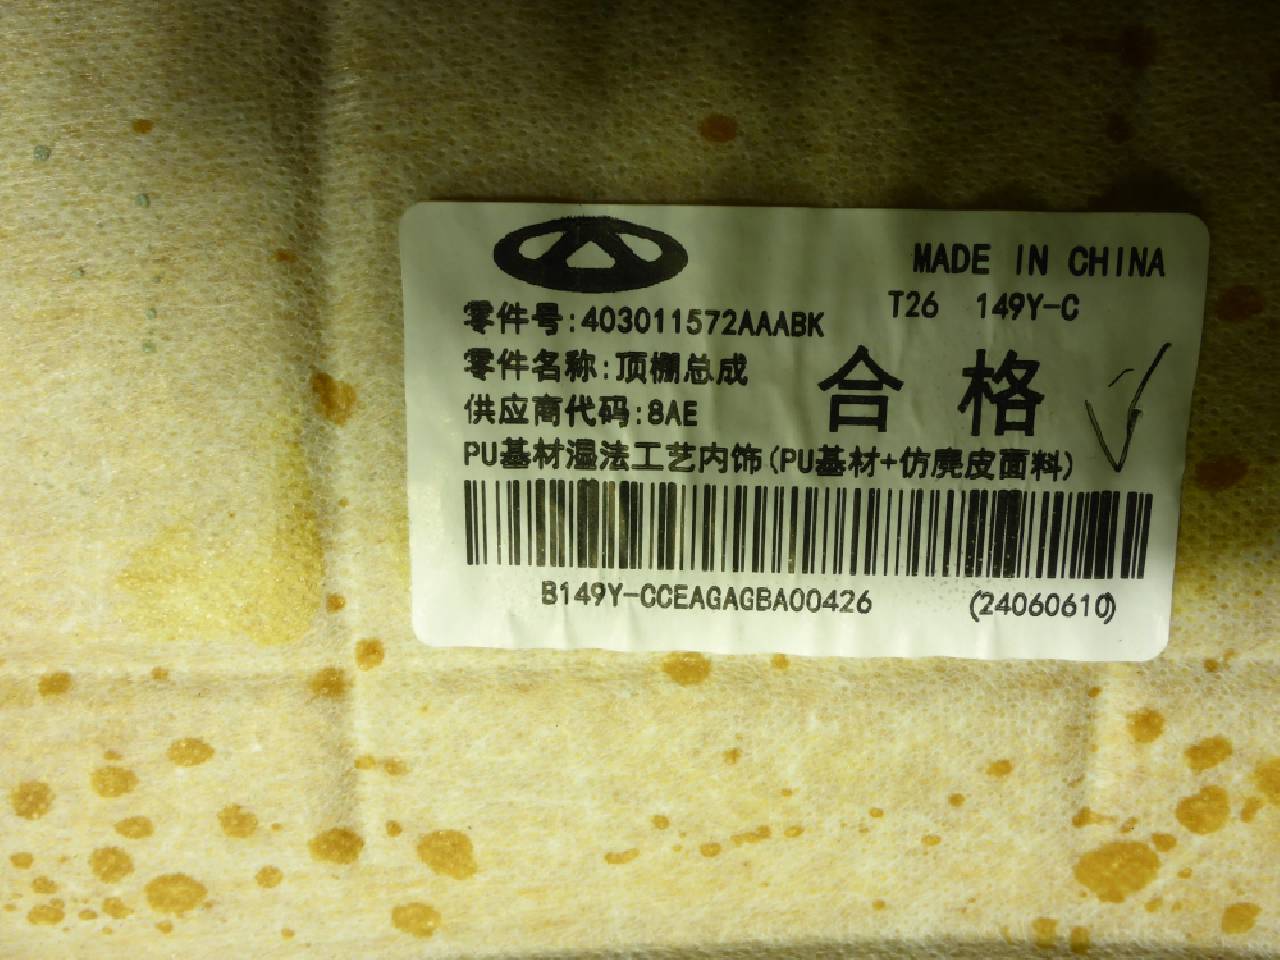 MADE IN CHINA
T26 149Y-C
零件号:403011572AAABK
零件名称:顶棚总成
合格
供应商代码:8AE
PU基材湿法工艺内饰(PU基材+仿麂皮面料)
B149Y-CCEAGAGBA00426 (24060610)